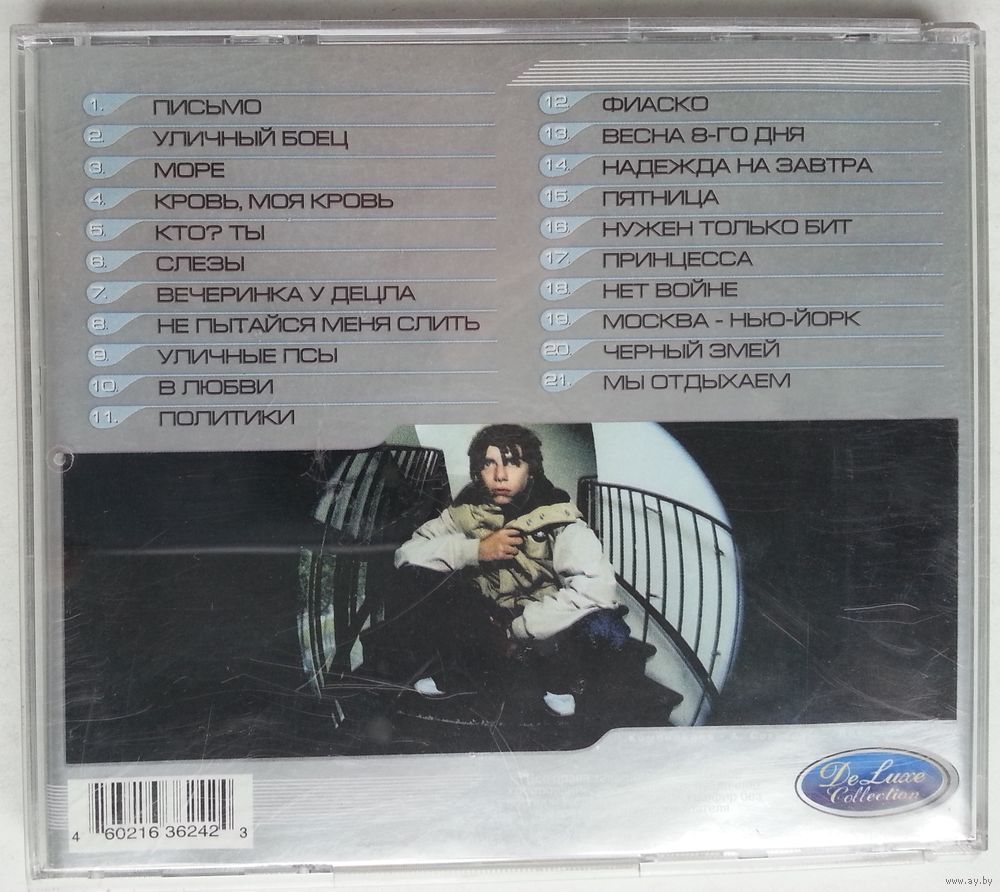 1. ПИСЬМО
2. УЛИЧНЫЙ БОЕЦ
3. МОРЕ
4. КРОВЬ, МОЯ КРОВЬ
5. КТО? ТЫ
6. СЛЕЗЫ
7. ВЕЧЕРИНКА У ДЕЦЛА
8. НЕ ПЫТАЙСЯ МЕНЯ СЛИТЬ
9. УЛИЧНЫЕ ПСЫ
10. В ЛЮБВИ
11. ПОЛИТИКИ
12. ФИАСКО
13. ВЕСНА 8-ГО ДНЯ
14. НАДЕЖДА НА ЗАВТРА
15. ПЯТНИЦА
16. НУЖЕН ТОЛЬКО БИТ
17. ПРИНЦЕССА
18. НЕТ ВОЙНЕ
19. МОСКВА - НЬЮ-ЙОРК
20. ЧЕРНЫЙ ЗМЕЙ
21. МЫ ОТДЫХАЕМ
De Luxe
Collection
4 60216 36242 3
www.ay.by